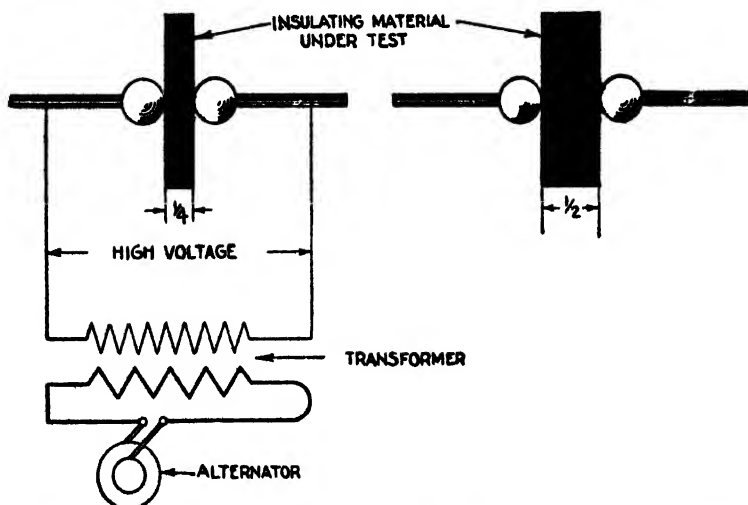 INSULATING MATERIAL
UNDER TEST
1/4
1/2
HIGH VOLTAGE
TRANSFORMER
ALTERNATOR